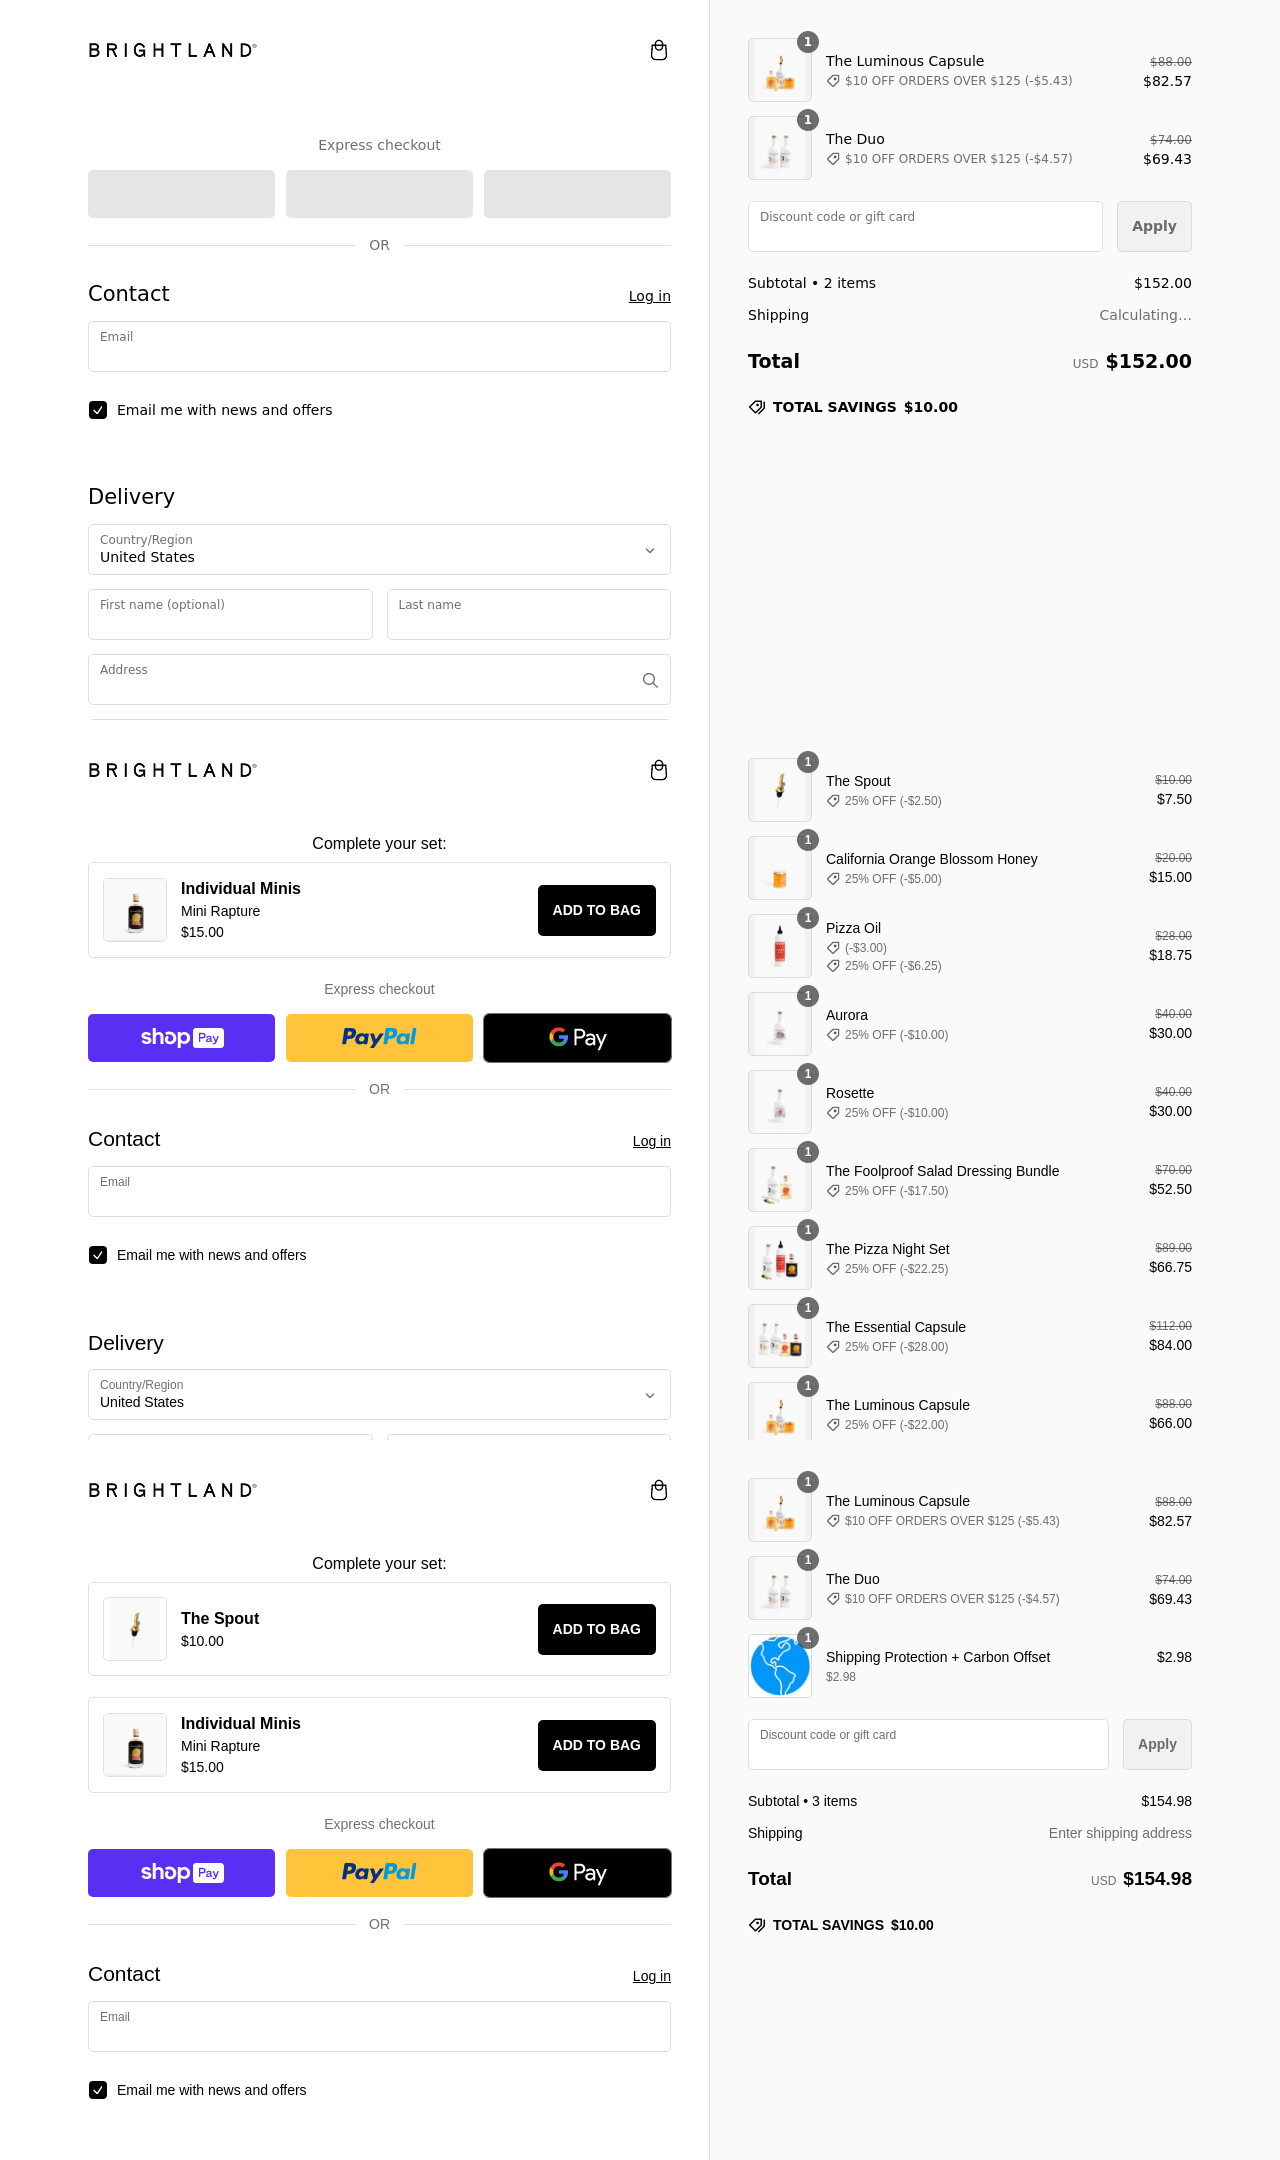 BRIGHTLAND®
Express checkout
OR
Contact
Log in
Email
Email me with news and offers
Delivery
Country/Region
United States
First name (optional)
Last name
Address
1
The Luminous Capsule
$10 OFF ORDERS OVER $125 (-$5.43)
$88.00
$82.57
1
The Duo
$10 OFF ORDERS OVER $125 (-$4.57)
$74.00
$69.43
Discount code or gift card
Apply
Subtotal • 2 items
$152.00
Shipping
Calculating...
Total
USD $152.00
TOTAL SAVINGS $10.00
BRIGHTLAND®
Complete your set:
Individual Minis
Mini Rapture
$15.00
ADD TO BAG
Express checkout
shop Pay
PayPal
G Pay
OR
Contact
Log in
Email
Email me with news and offers
Delivery
Country/Region
United States
1
The Spout
25% OFF (-$2.50)
$10.00
$7.50
1
California Orange Blossom Honey
25% OFF (-$5.00)
$20.00
$15.00
1
Pizza Oil
(-$3.00)
25% OFF (-$6.25)
$28.00
$18.75
1
Aurora
25% OFF (-$10.00)
$40.00
$30.00
1
Rosette
25% OFF (-$10.00)
$40.00
$30.00
1
The Foolproof Salad Dressing Bundle
25% OFF (-$17.50)
$70.00
$52.50
1
The Pizza Night Set
25% OFF (-$22.25)
$89.00
$66.75
1
The Essential Capsule
25% OFF (-$28.00)
$112.00
$84.00
1
The Luminous Capsule
25% OFF (-$22.00)
$88.00
$66.00
BRIGHTLAND®
Complete your set:
The Spout
$10.00
ADD TO BAG
Individual Minis
Mini Rapture
$15.00
ADD TO BAG
Express checkout
shop Pay
PayPal
G Pay
OR
Contact
Log in
Email
Email me with news and offers
1
The Luminous Capsule
$10 OFF ORDERS OVER $125 (-$5.43)
$88.00
$82.57
1
The Duo
$10 OFF ORDERS OVER $125 (-$4.57)
$74.00
$69.43
1
Shipping Protection + Carbon Offset
$2.98
$2.98
Discount code or gift card
Apply
Subtotal • 3 items
$154.98
Shipping
Enter shipping address
Total
USD $154.98
TOTAL SAVINGS $10.00